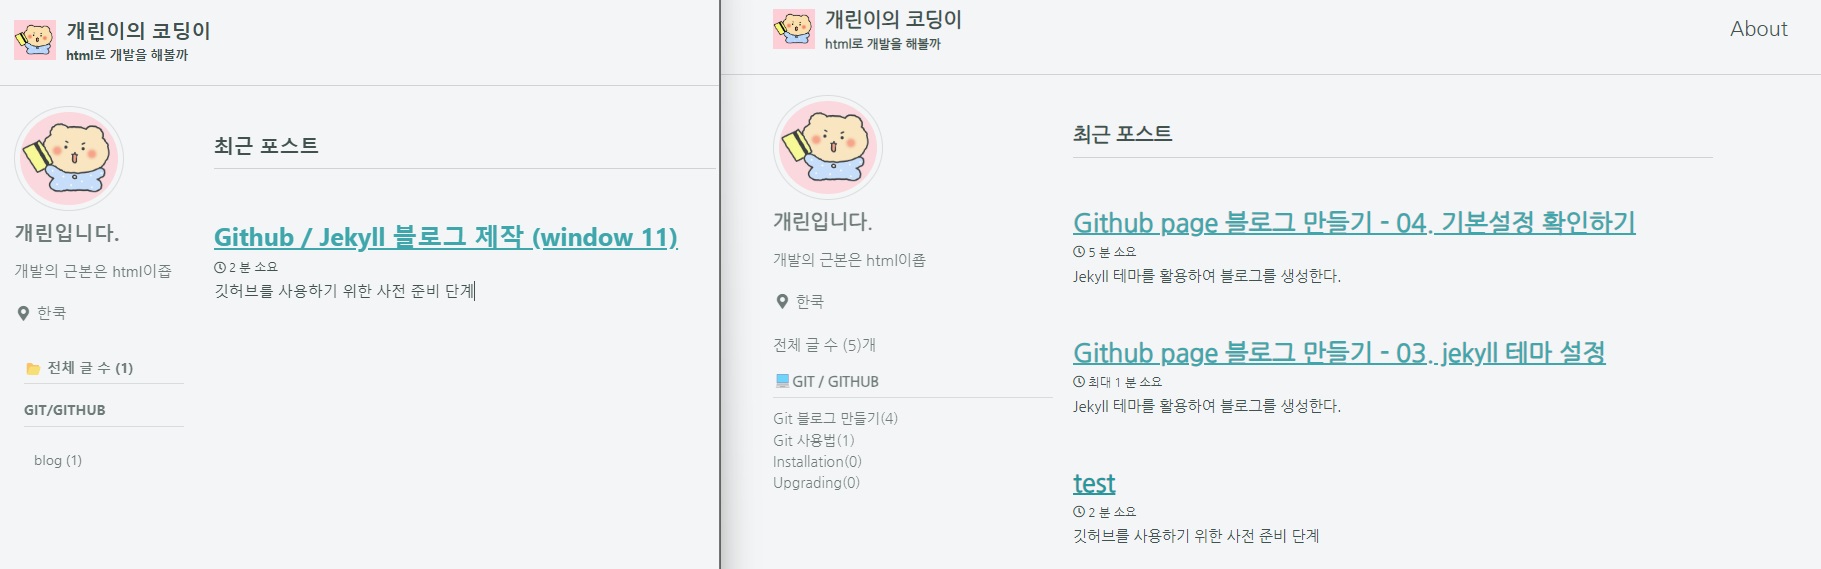 개린이의 코딩이
html로 개발을 해볼까
개린입니다.
개발의 근본은 html이즙
한쿡
전체 글 수 (1)
GIT/GITHUB
blog (1)
최근 포스트
Github / Jekyll 블로그 제작 (window 11)
2 분 소요
깃허브를 사용하기 위한 사전 준비 단계
개린이의 코딩이
html로 개발을 해볼까
About
개린입니다.
개발의 근본은 html이죱
한쿡
전체 글 수 (5)개
GIT / GITHUB
Git 블로그 만들기(4)
Git 사용법(1)
Installation(0)
Upgrading(0)
최근 포스트
Github page 블로그 만들기 - 04. 기본설정 확인하기
5 분 소요
Jekyll 테마를 활용하여 블로그를 생성한다.
Github page 블로그 만들기 - 03. jekyll 테마 설정
최대 1 분 소요
Jekyll 테마를 활용하여 블로그를 생성한다.
test
2 분 소요
깃허브를 사용하기 위한 사전 준비 단계